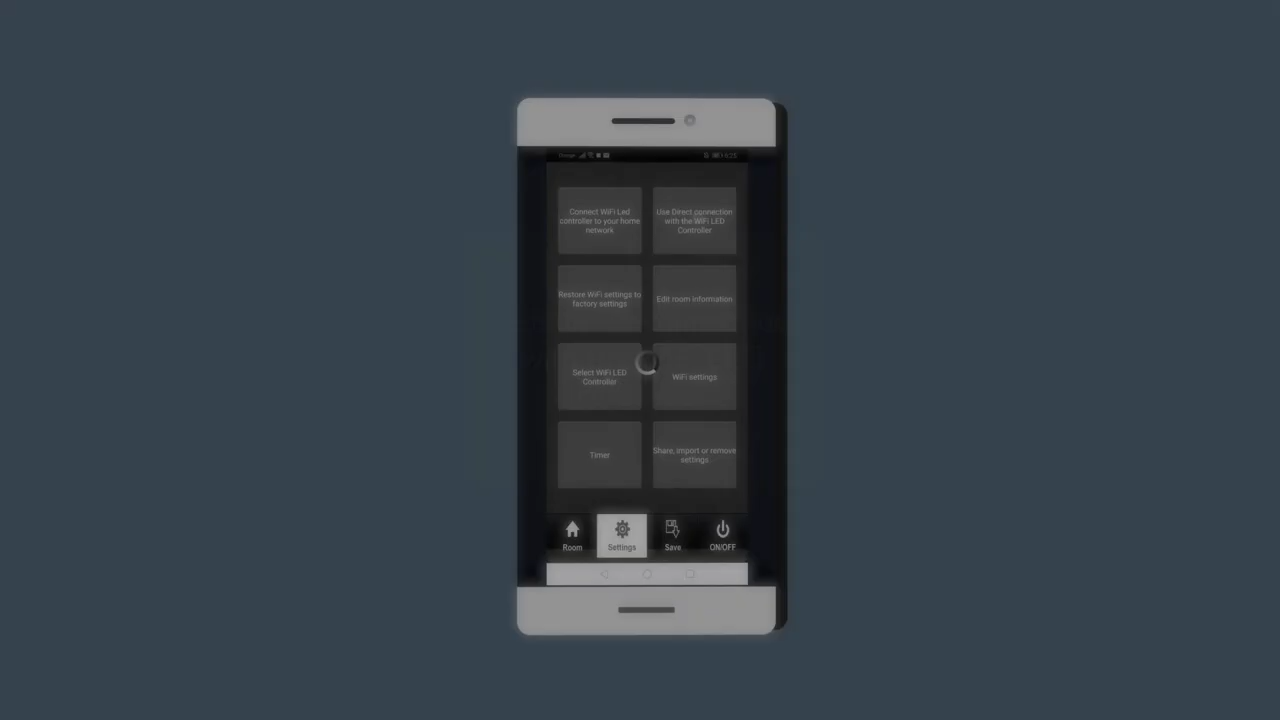 5:25
Connect WiFi Led
controller to your home
network
Use Direct connection
with the WiFi LED
Controller
Restore WiFi settings to
factory settings
Edit room information
Select WiFi LED
Controller
WiFi settings
Timer
Share, import or remove
settings
Room
Settings
Save
ON/OFF